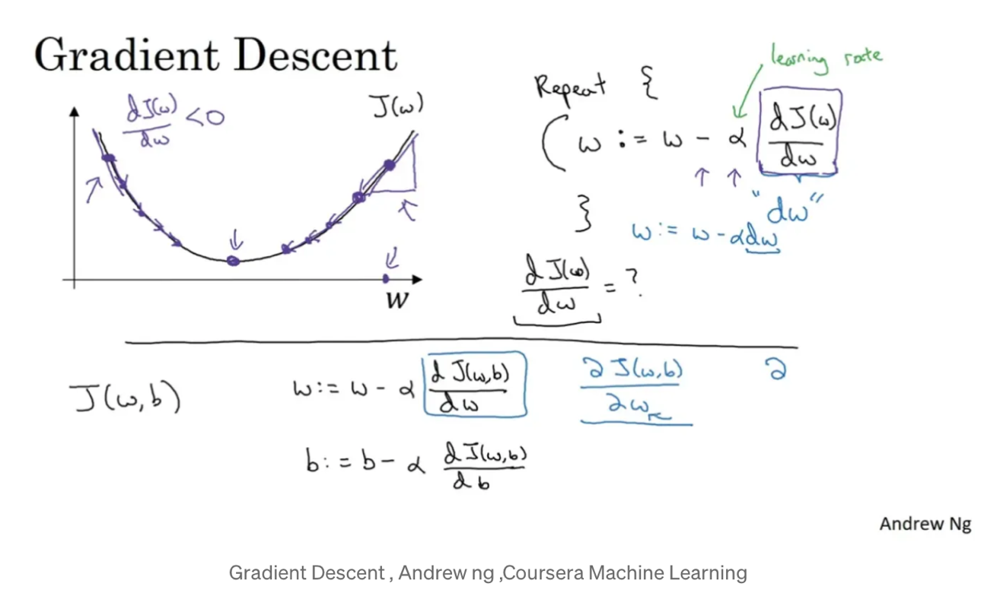 Gradient Descent
dJ(w)/dw <0
J(w)
w
learning rate
Repeat {
w := w - α dJ(w)/dw
"dw"
}
w := w - αdw
dJ(w)/dw = ?
J(w,b)
w := w - α dJ(w,b)/dw
∂J(w,b)/∂w
∂
b := b - α dJ(w,b)/db
Andrew Ng
Gradient Descent , Andrew ng ,Coursera Machine Learning